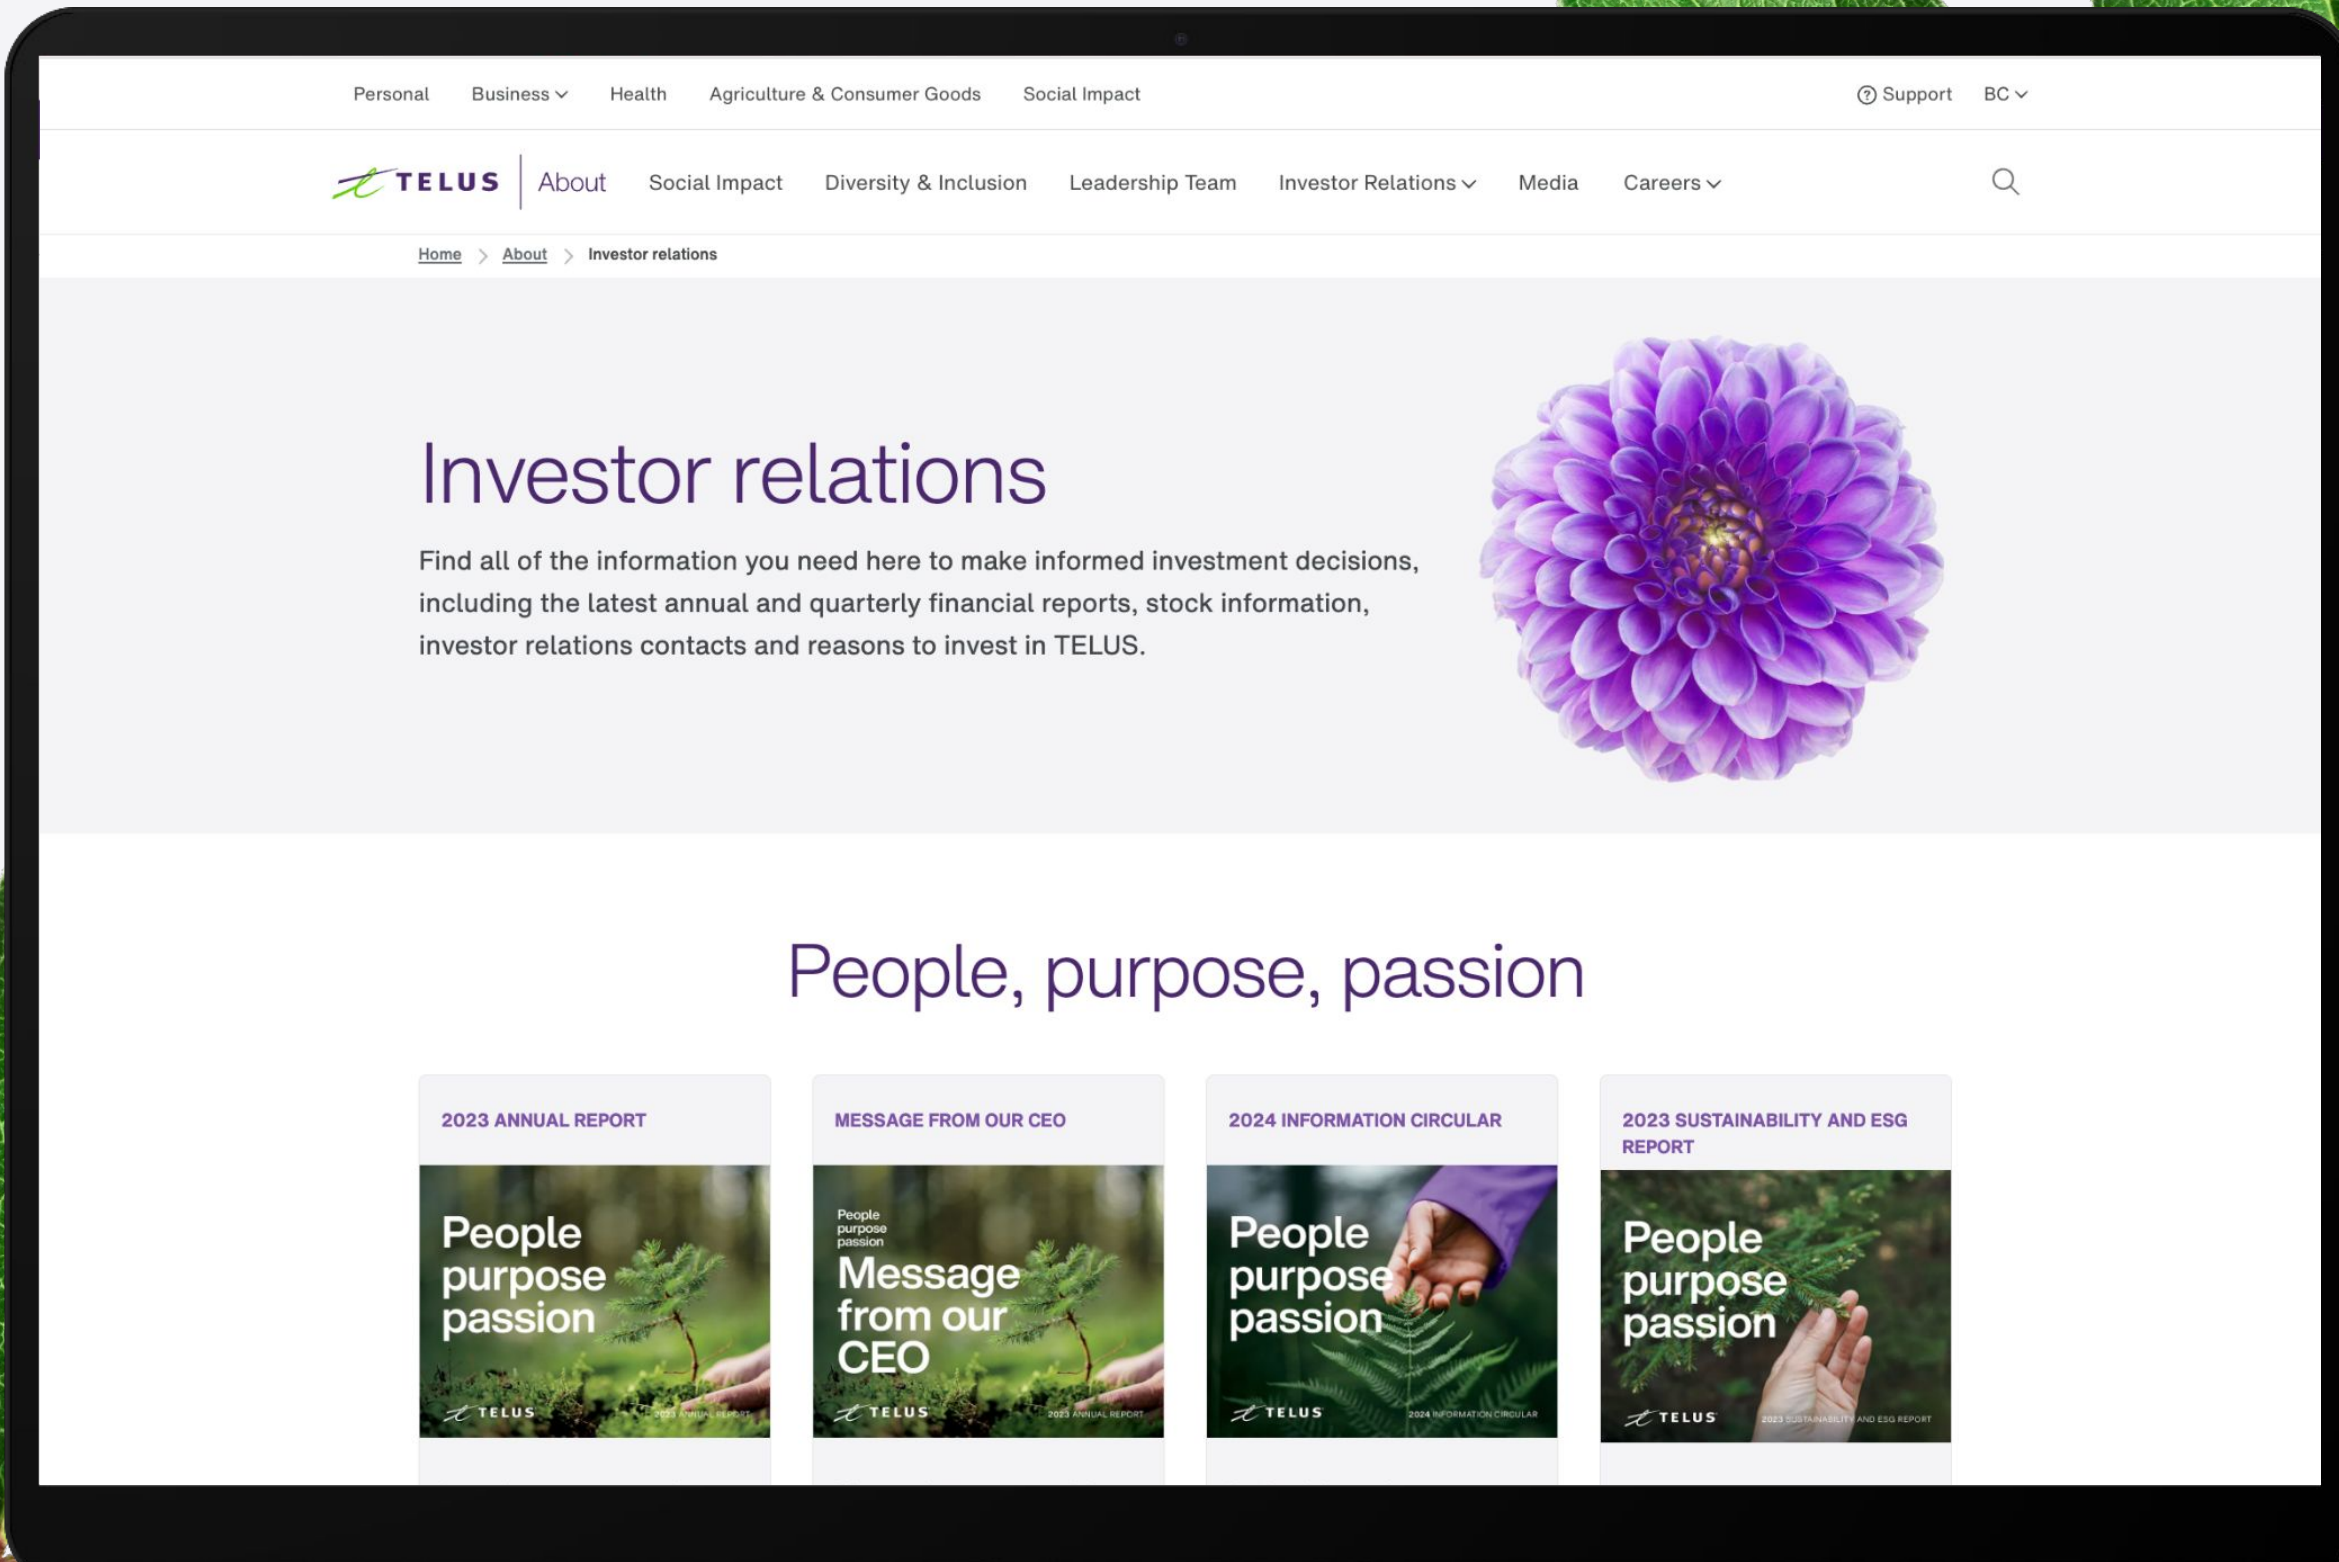 Personal Business Health Agriculture & Consumer Goods Social Impact Support BC
TELUS About Social Impact Diversity & Inclusion Leadership Team Investor Relations Media Careers
Home About Investor relations
Investor relations
Find all of the information you need here to make informed investment decisions,
including the latest annual and quarterly financial reports, stock information,
investor relations contacts and reasons to invest in TELUS.
People, purpose, passion
2023 ANNUAL REPORT
People
purpose
passion
TELUS
2023 ANNUAL REPORT
MESSAGE FROM OUR CEO
People
purpose
passion
Message
from our
CEO
TELUS
2023 ANNUAL REPORT
2024 INFORMATION CIRCULAR
People
purpose
passion
TELUS
2024 INFORMATION CIRCULAR
2023 SUSTAINABILITY AND ESG
REPORT
People
purpose
passion
TELUS
2023 SUSTAINABILITY AND ESG REPORT